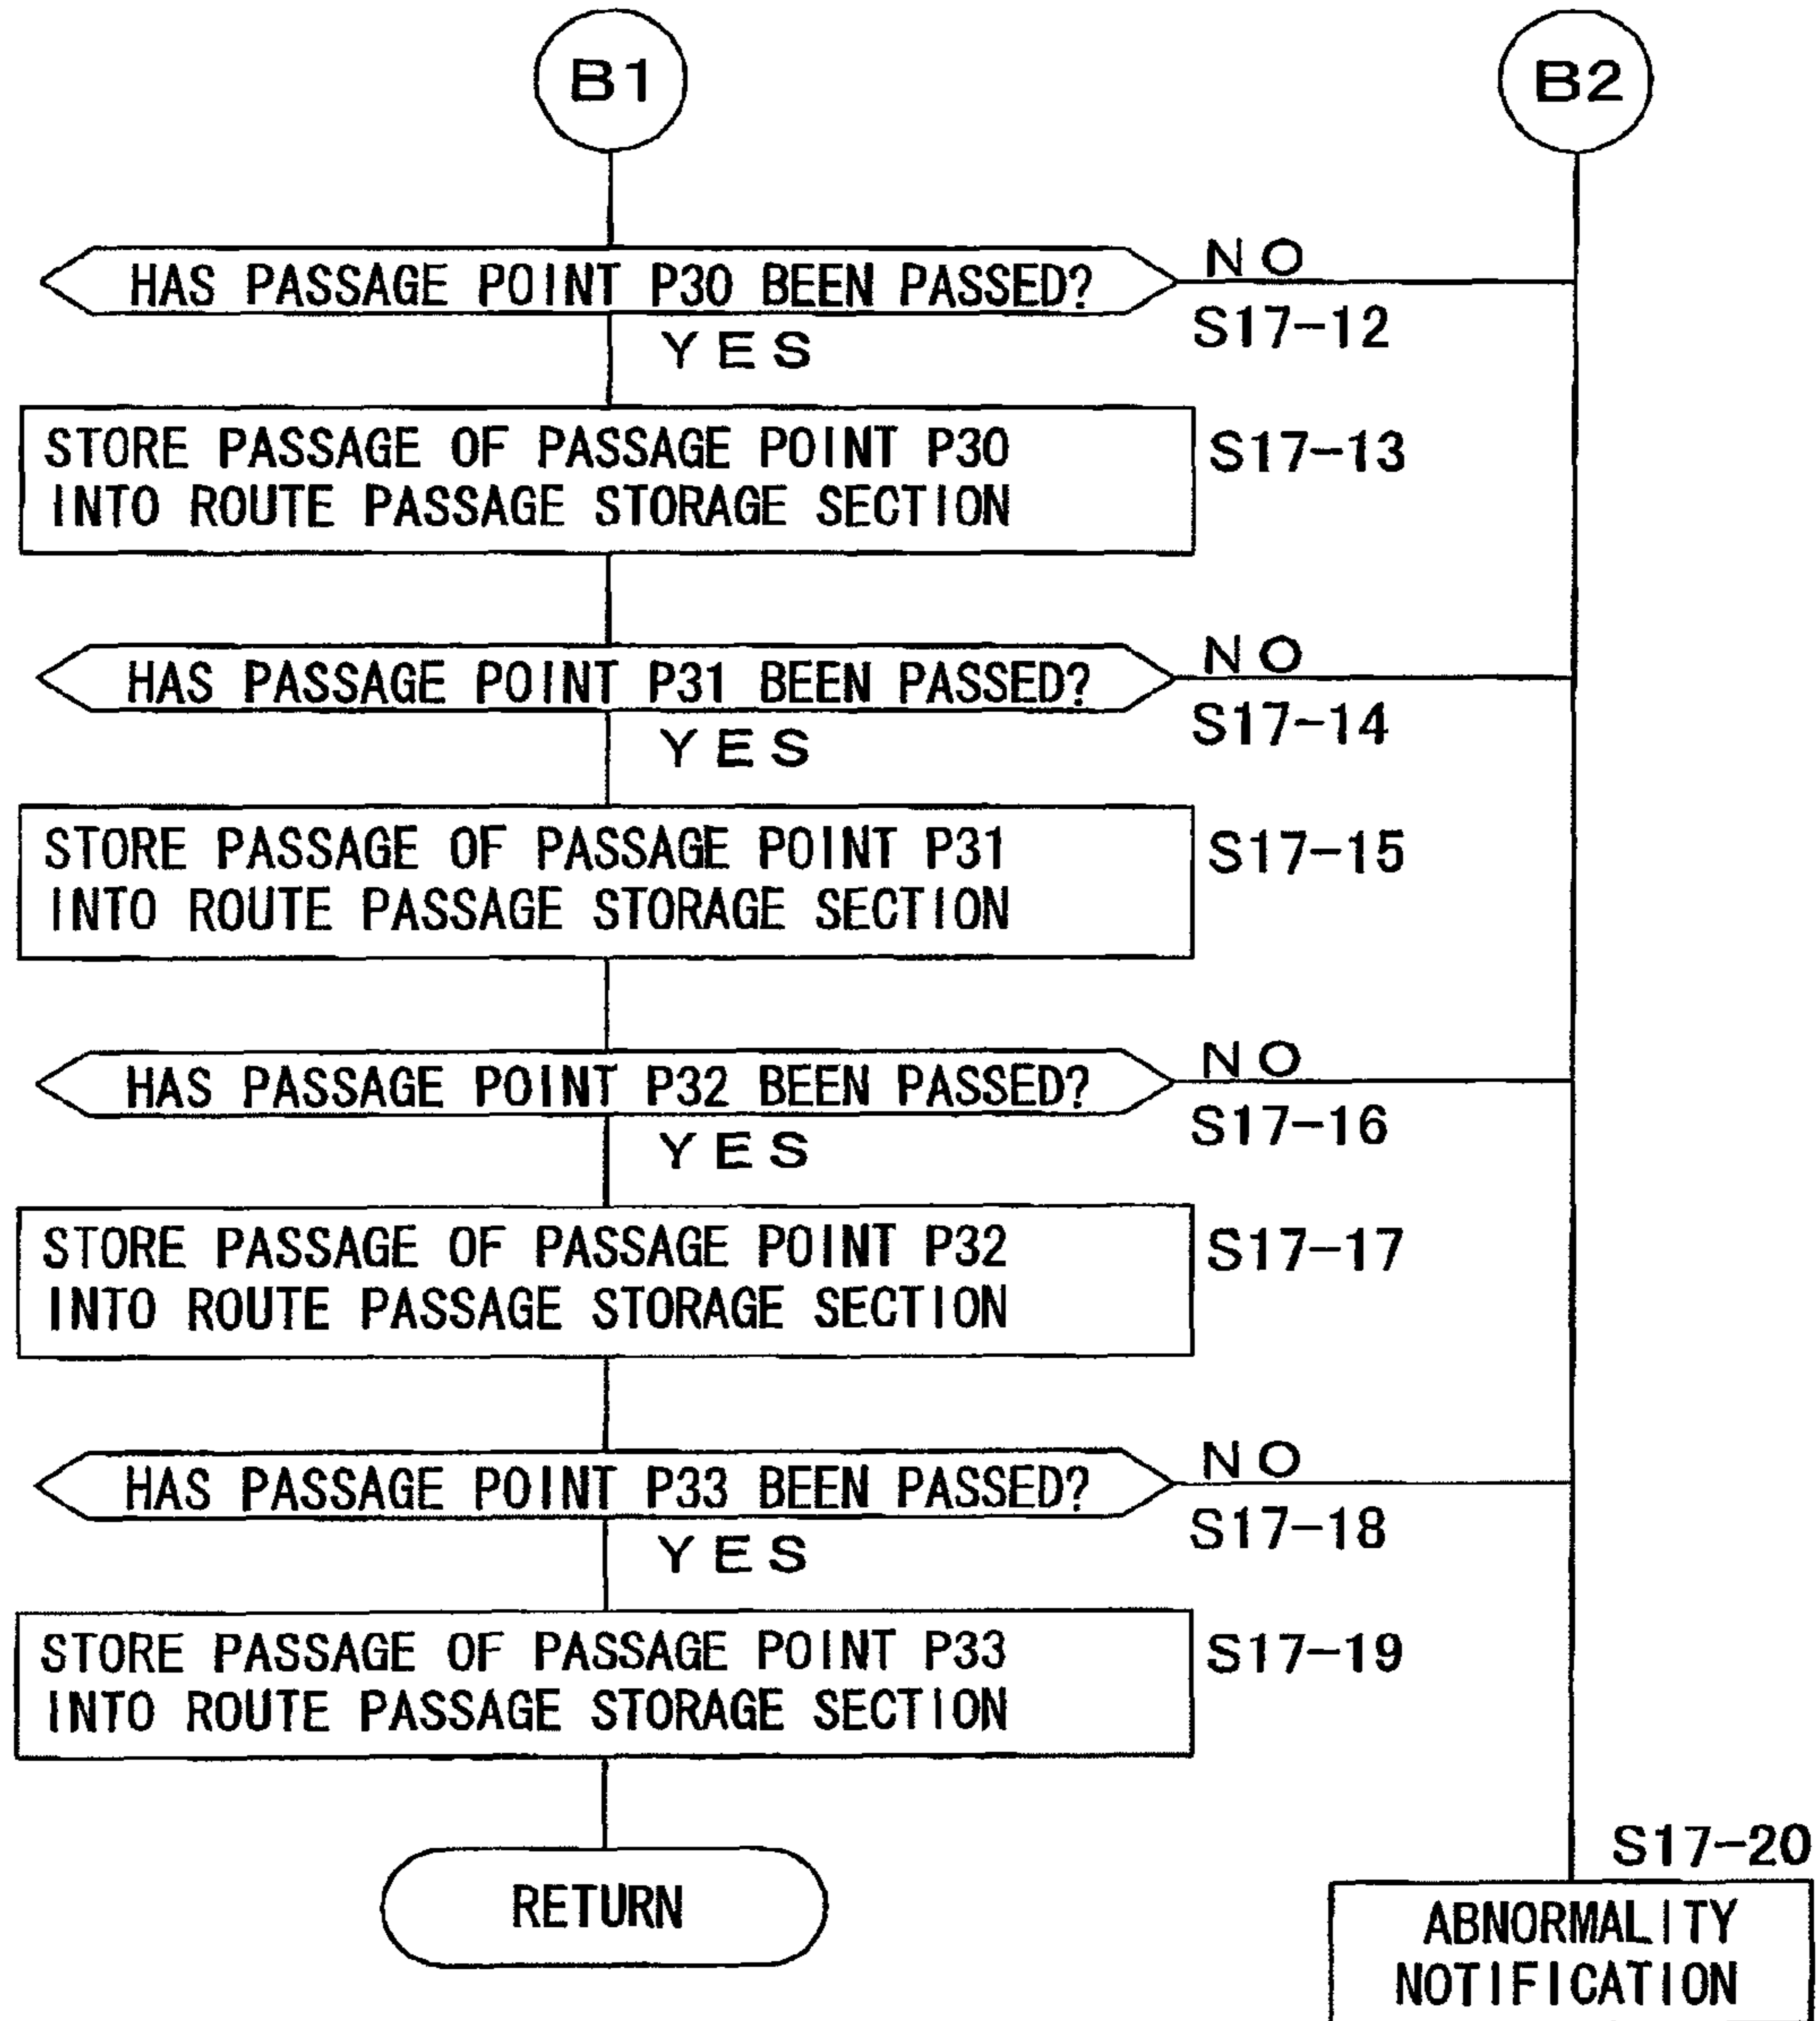 B1
B2
HAS PASSAGE POINT P30 BEEN PASSED?
NO
S17-12
YES
STORE PASSAGE OF PASSAGE POINT P30
INTO ROUTE PASSAGE STORAGE SECTION
S17-13
HAS PASSAGE POINT P31 BEEN PASSED?
NO
S17-14
YES
STORE PASSAGE OF PASSAGE POINT P31
INTO ROUTE PASSAGE STORAGE SECTION
S17-15
HAS PASSAGE POINT P32 BEEN PASSED?
NO
S17-16
YES
STORE PASSAGE OF PASSAGE POINT P32
INTO ROUTE PASSAGE STORAGE SECTION
S17-17
HAS PASSAGE POINT P33 BEEN PASSED?
NO
S17-18
YES
STORE PASSAGE OF PASSAGE POINT P33
INTO ROUTE PASSAGE STORAGE SECTION
S17-19
RETURN
S17-20
ABNORMALITY
NOTIFICATION